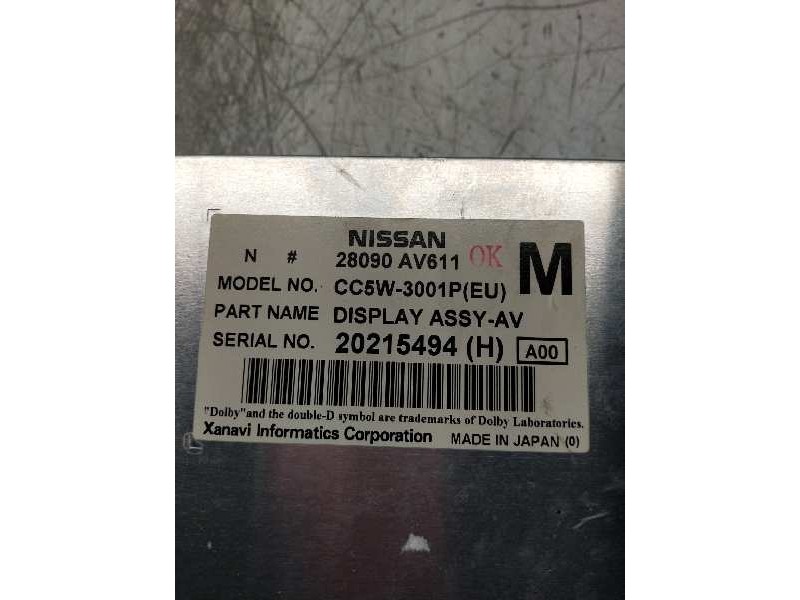 NISSAN
N # 28090 AV611 OK M
MODEL NO. CC5W-3001P(EU)
PART NAME DISPLAY ASSY-AV
SERIAL NO. 20215494 (H) A00
"Dolby"and the double-D symbol are trademarks of Dolby Laboratories.
Xanavi Informatics Corporation MADE IN JAPAN (0)